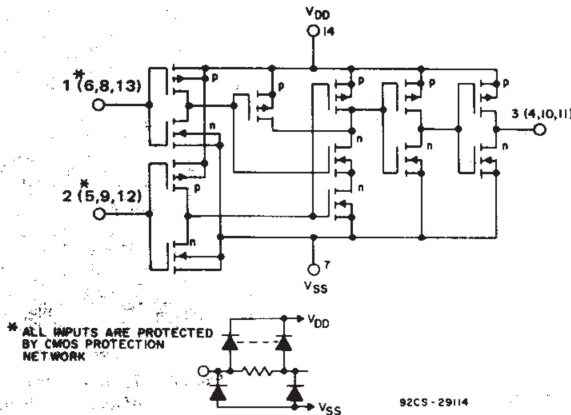 VDD
14
p
p
p
p
p
1 (6,8,13)
*
n
3 (4,10,11)
n
n
n
p
2 (5,9,12)
*
n
n
7
VSS
* ALL INPUTS ARE PROTECTED
BY CMOS PROTECTION
NETWORK
VDD
VSS
92CS-29114